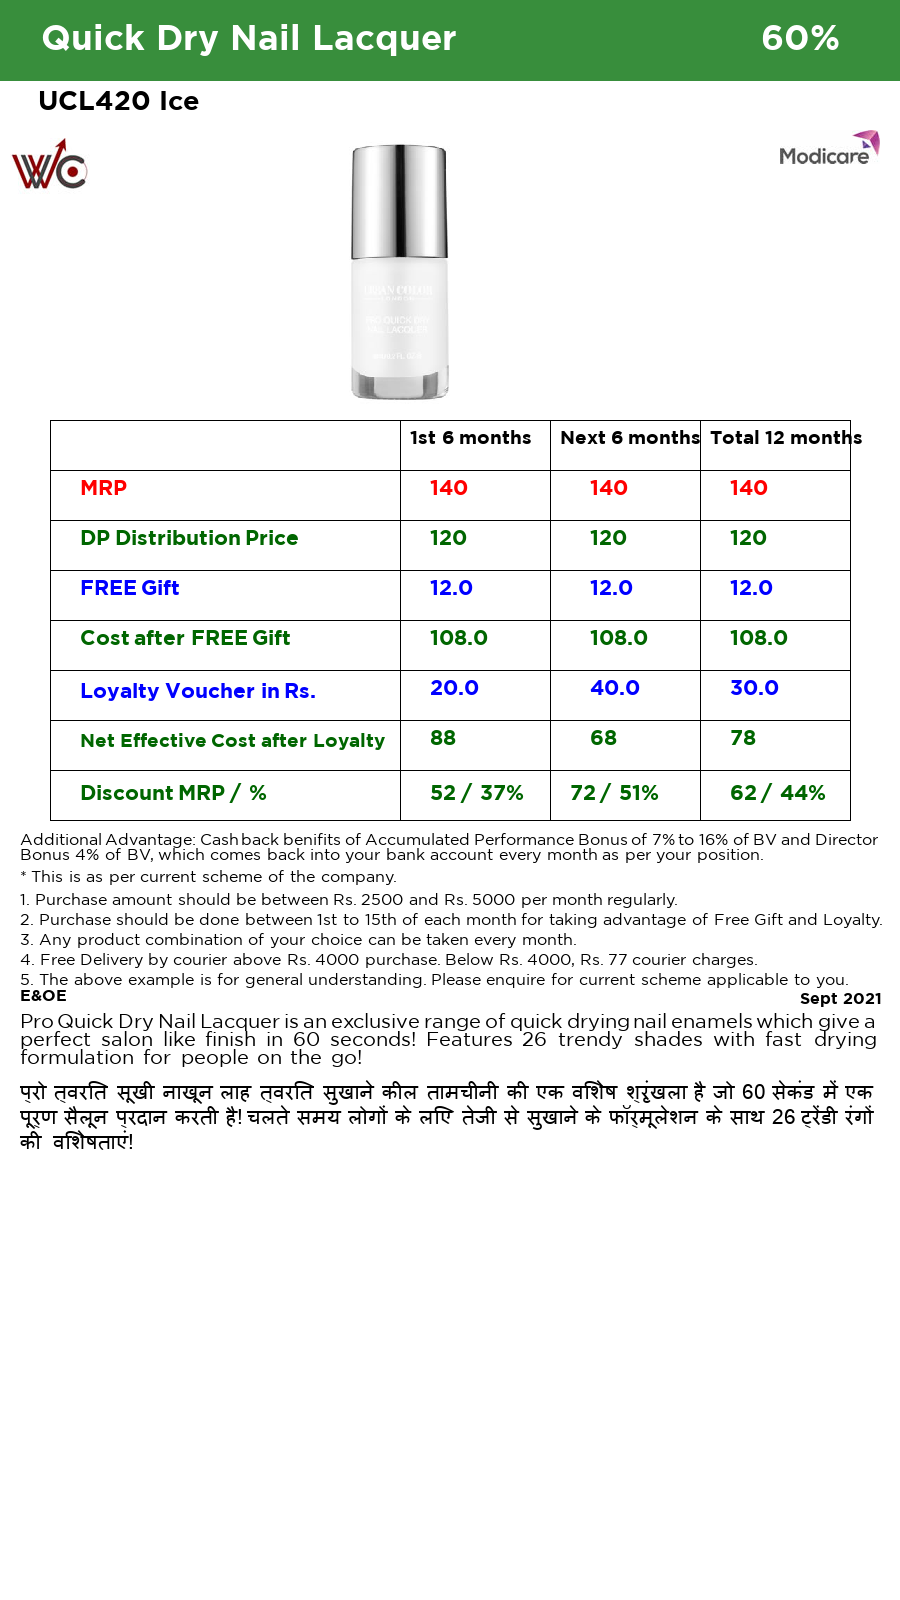 Quick Dry Nail Lacquer 60%
UCL420 Ice
WC
Modicare
PRO QUICK DRY
NAIL LACQUER
1st 6 months Next 6 months Total 12 months
MRP 140 140 140
DP Distribution Price 120 120 120
FREE Gift 12.0 12.0 12.0
Cost after FREE Gift 108.0 108.0 108.0
Loyalty Voucher in Rs. 20.0 40.0 30.0
Net Effective Cost after Loyalty 88 68 78
Discount MRP / % 52 / 37% 72 / 51% 62 / 44%
Additional Advantage: Cashback benifits of Accumulated Performance Bonus of 7% to 16% of BV and Director
Bonus 4% of BV, which comes back into your bank account every month as per your position.
* This is as per current scheme of the company.
1. Purchase amount should be between Rs. 2500 and Rs. 5000 per month regularly.
2. Purchase should be done between 1st to 15th of each month for taking advantage of Free Gift and Loyalty.
3. Any product combination of your choice can be taken every month.
4. Free Delivery by courier above Rs. 4000 purchase. Below Rs. 4000, Rs. 77 courier charges.
5. The above example is for general understanding. Please enquire for current scheme applicable to you.
E&OE Sept 2021
Pro Quick Dry Nail Lacquer is an exclusive range of quick drying nail enamels which give a
perfect salon like finish in 60 seconds! Features 26 trendy shades with fast drying
formulation for people on the go!
प्रो त्वरित सूखी नाखून लाह त्वरित सुखाने कील तामचीनी की एक विशेष श्रृंखला है जो 60 सेकंड में एक
पूर्ण सैलून प्रदान करती है! चलते समय लोगों के लिए तेजी से सुखाने के फॉर्मूलेशन के साथ 26 ट्रेंडी रंगों
की विशेषताएं!